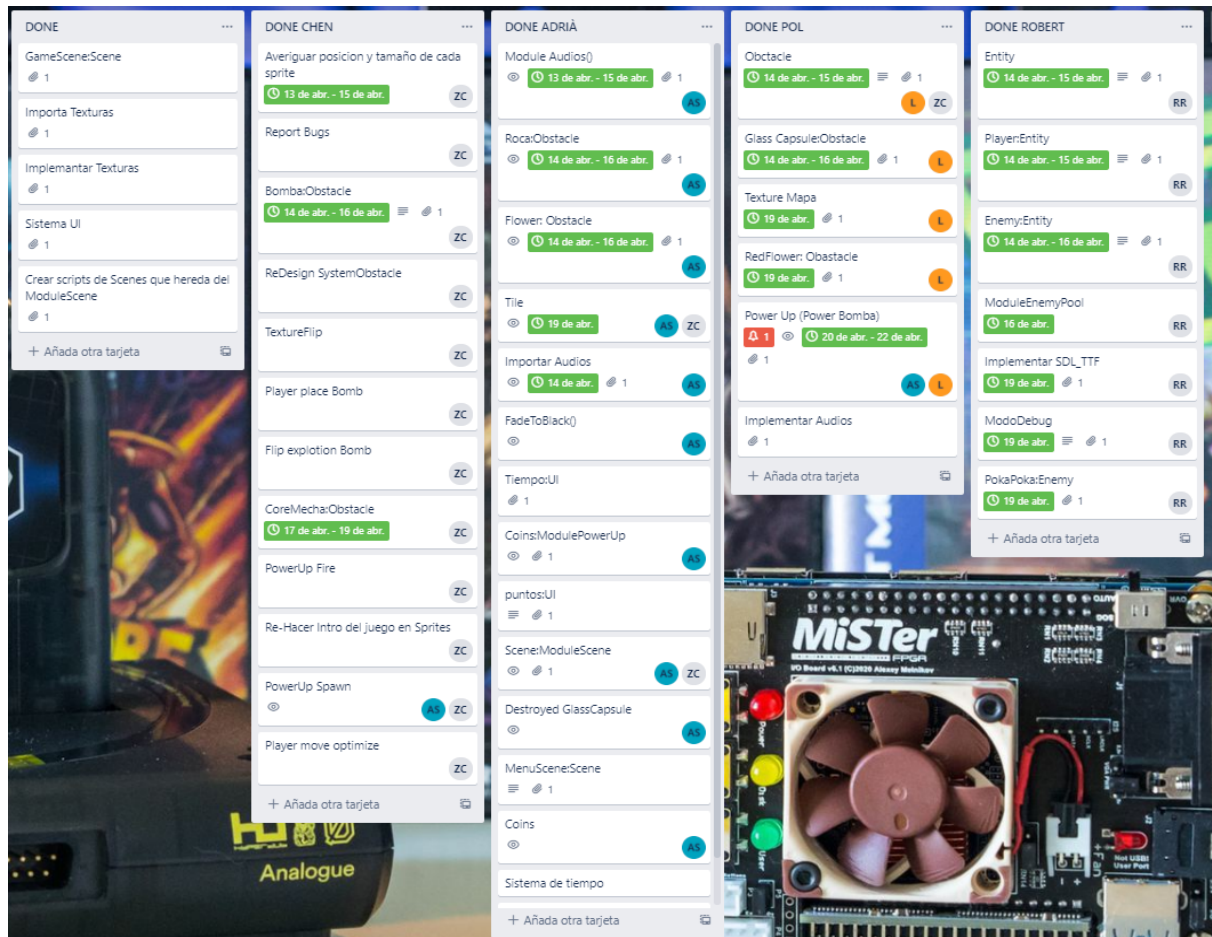 DONE
GameScene:Scene
1
Importa Texturas
1
Implemantar Texturas
1
Sistema UI
1
Crear scripts de Scenes que hereda del
ModuleScene
1
+ Añada otra tarjeta
DONE CHEN
Averiguar posicion y tamaño de cada
sprite
13 de abr. - 15 de abr.
ZC
Report Bugs
ZC
Bomba:Obstacle
14 de abr. - 16 de abr.
1
ZC
ReDesign SystemObstacle
ZC
TextureFlip
ZC
Player place Bomb
ZC
Flip explotion Bomb
ZC
CoreMecha:Obstacle
17 de abr. - 19 de abr.
ZC
PowerUp Fire
ZC
Re-Hacer Intro del juego en Sprites
ZC
PowerUp Spawn
AS ZC
Player move optimize
ZC
+ Añada otra tarjeta
DONE ADRIÀ
Module Audios()
13 de abr. - 15 de abr. 1
AS
Roca:Obstacle
14 de abr. - 16 de abr. 1
AS
Flower: Obstacle
14 de abr. - 16 de abr. 1
AS
Tile
19 de abr.
AS ZC
Importar Audios
14 de abr. 1
AS
FadeToBlack()
AS
Tiempo:UI
1
Coins:ModulePowerUp
1
AS
puntos:UI
1
Scene:ModuleScene
1
AS ZC
Destroyed GlassCapsule
AS
MenuScene:Scene
1
Coins
AS
Sistema de tiempo
+ Añada otra tarjeta
DONE POL
Obctacle
14 de abr. - 15 de abr. 1
L ZC
Glass Capsule:Obstacle
14 de abr. - 16 de abr. 1
L
Texture Mapa
19 de abr. 1
L
RedFlower: Obastacle
19 de abr. 1
L
Power Up (Power Bomba)
1 20 de abr. - 22 de abr.
1
AS L
Implementar Audios
1
+ Añada otra tarjeta
DONE ROBERT
Entity
14 de abr. - 15 de abr. 1
RR
Player:Entity
14 de abr. - 15 de abr. 1
RR
Enemy:Entity
14 de abr. - 16 de abr. 1
RR
ModuleEnemyPool
16 de abr.
RR
Implementar SDL_TTF
19 de abr. 1
RR
ModoDebug
19 de abr. 1
RR
PokaPoka:Enemy
19 de abr. 1
RR
+ Añada otra tarjeta
Analogue
MiSTer
FPGA
I/O Board v6.1 (C)2020 Alexey Melnikov
Power
Disk
User
Fan
Not USB!
User Port